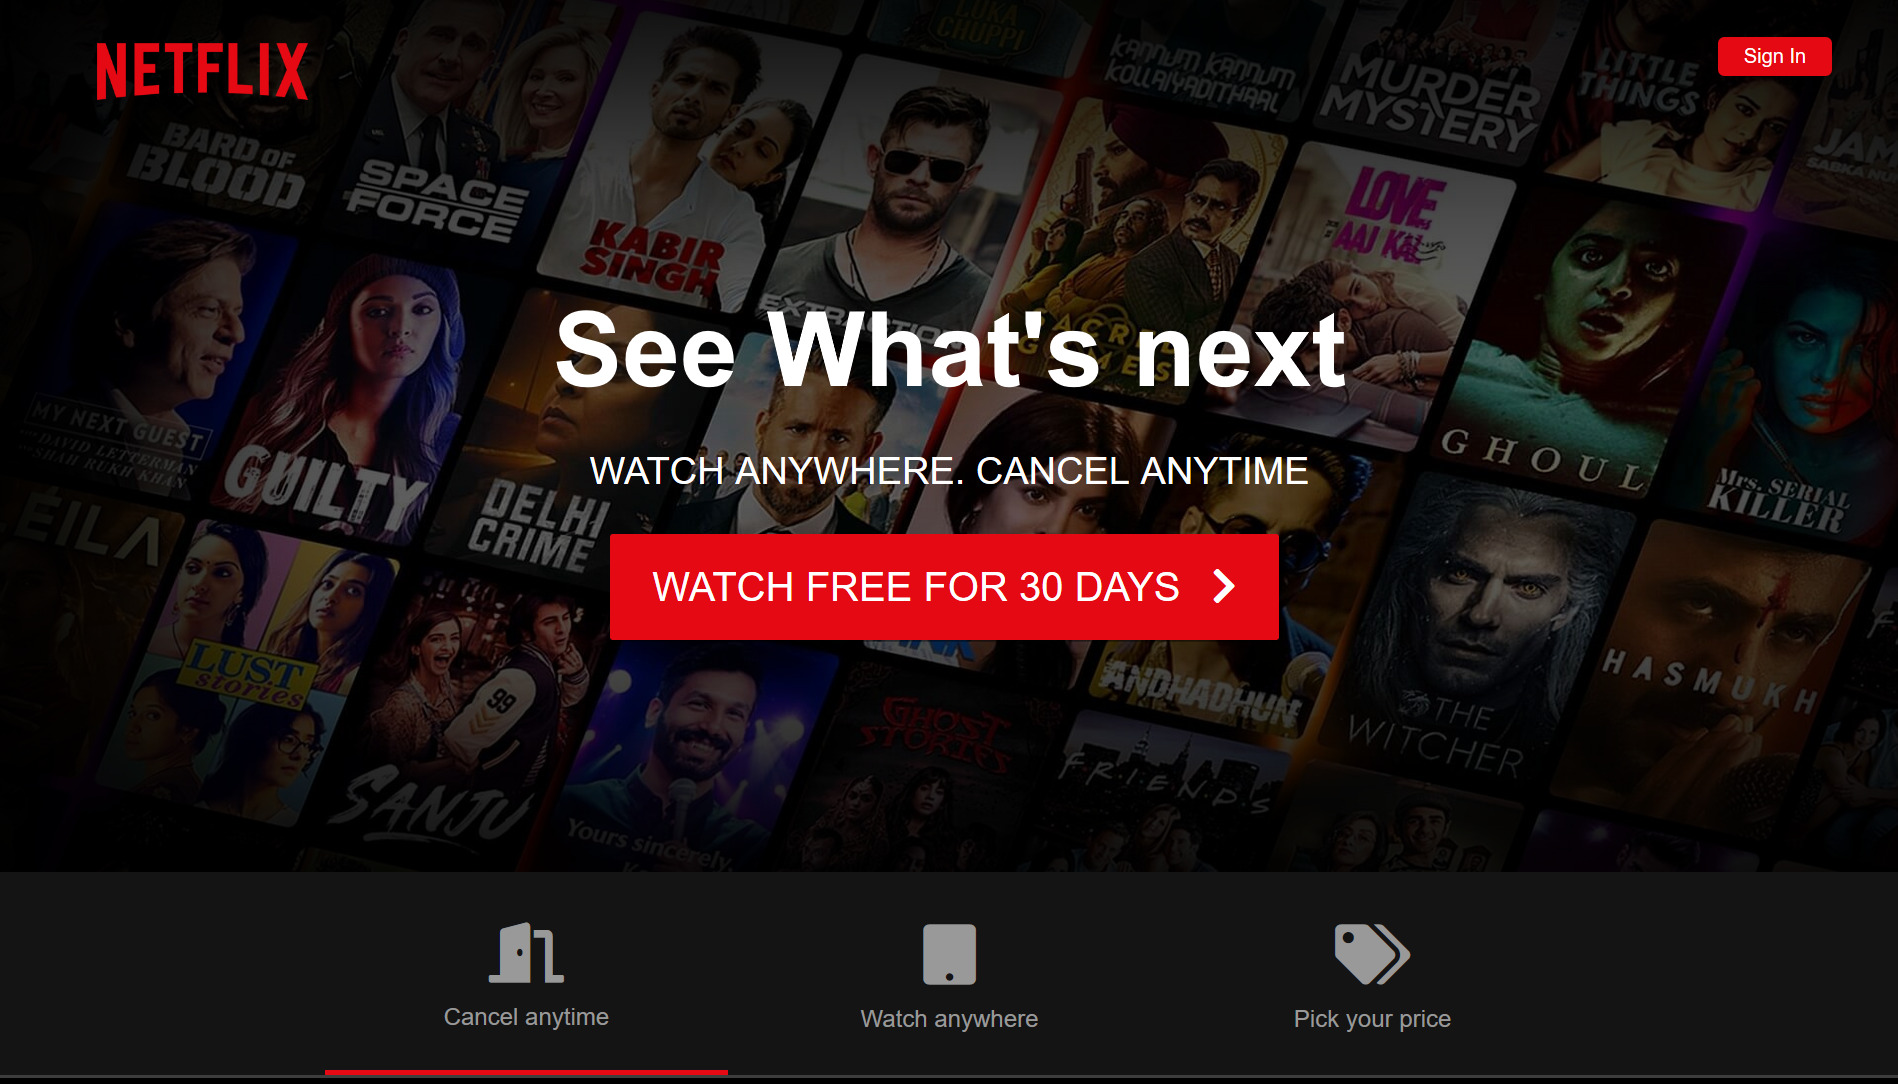 NETFLIX
Sign In
LUKA
CHUPPI
KANNUM KANNUM
KOLLAIYADITHAAL
MURDER
MYSTERY
LITTLE
THINGS
BARD OF
BLOOD
SPACE
FORCE
KABIR
SINGH
EXTRACTION
LOVE
AAJ KAL
See What's next
MY NEXT GUEST
DAVID LETTERMAN
SHAH RUKH KHAN
GUILTY
DELHI
CRIME
GHOUL
Mrs. SERIAL
KILLER
WATCH ANYWHERE. CANCEL ANYTIME
WATCH FREE FOR 30 DAYS
EILA
LUST
stories
99
SANJU
Yours sincerely,
GHOST
STORIES
ANDHADHUN
F.R.I.E.N.D.S
THE
WITCHER
HASMUKH
Cancel anytime
Watch anywhere
Pick your price